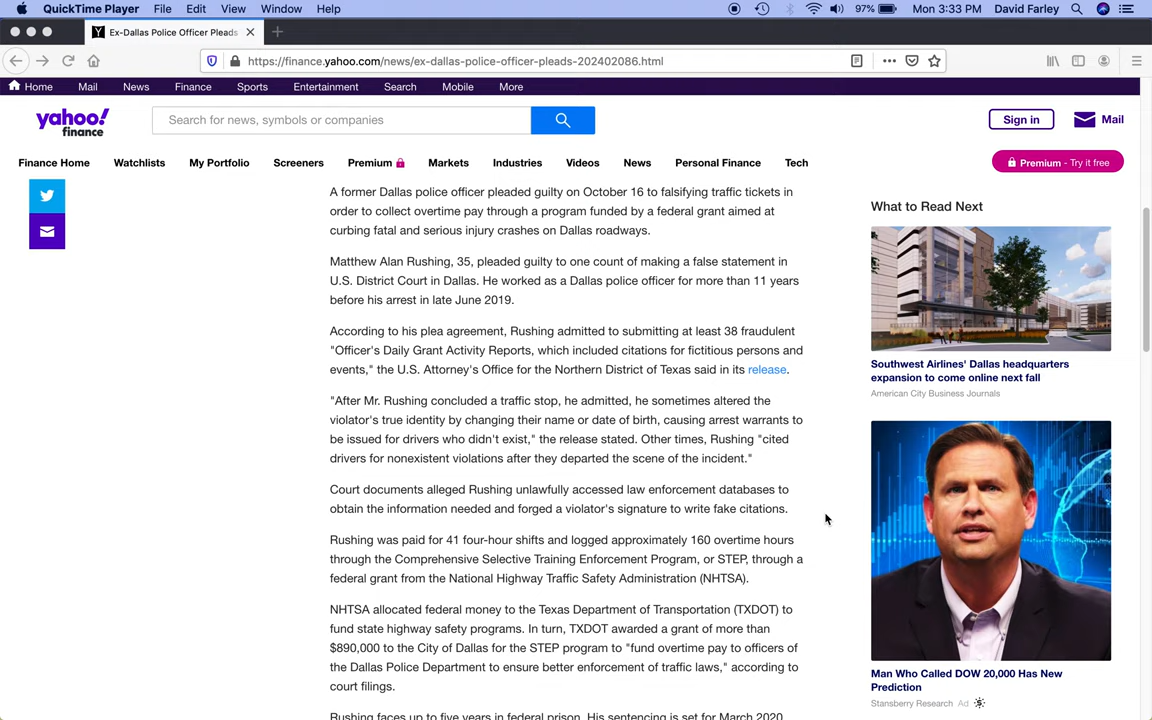 QuickTime Player File Edit View Window Help 97% Mon 3:33 PM David Farley
Y Ex-Dallas Police Officer Pleads
https://finance.yahoo.com/news/ex-dallas-police-officer-pleads-202402086.html
Home Mail News Finance Sports Entertainment Search Mobile More
yahoo! finance Search for news, symbols or companies Sign in Mail
Finance Home Watchlists My Portfolio Screeners Premium Markets Industries Videos News Personal Finance Tech Premium - Try it free
A former Dallas police officer pleaded guilty on October 16 to falsifying traffic tickets in
order to collect overtime pay through a program funded by a federal grant aimed at
curbing fatal and serious injury crashes on Dallas roadways.
Matthew Alan Rushing, 35, pleaded guilty to one count of making a false statement in
U.S. District Court in Dallas. He worked as a Dallas police officer for more than 11 years
before his arrest in late June 2019.
According to his plea agreement, Rushing admitted to submitting at least 38 fraudulent
"Officer's Daily Grant Activity Reports, which included citations for fictitious persons and
events," the U.S. Attorney's Office for the Northern District of Texas said in its release.
"After Mr. Rushing concluded a traffic stop, he admitted, he sometimes altered the
violator's true identity by changing their name or date of birth, causing arrest warrants to
be issued for drivers who didn't exist," the release stated. Other times, Rushing "cited
drivers for nonexistent violations after they departed the scene of the incident."
Court documents alleged Rushing unlawfully accessed law enforcement databases to
obtain the information needed and forged a violator's signature to write fake citations.
Rushing was paid for 41 four-hour shifts and logged approximately 160 overtime hours
through the Comprehensive Selective Training Enforcement Program, or STEP, through a
federal grant from the National Highway Traffic Safety Administration (NHTSA).
NHTSA allocated federal money to the Texas Department of Transportation (TXDOT) to
fund state highway safety programs. In turn, TXDOT awarded a grant of more than
$890,000 to the City of Dallas for the STEP program to "fund overtime pay to officers of
the Dallas Police Department to ensure better enforcement of traffic laws," according to
court filings.
Rushing faces up to five years in federal prison. His sentencing is set for March 2020.
What to Read Next
Southwest Airlines' Dallas headquarters
expansion to come online next fall
American City Business Journals
Man Who Called DOW 20,000 Has New
Prediction
Stansberry Research Ad